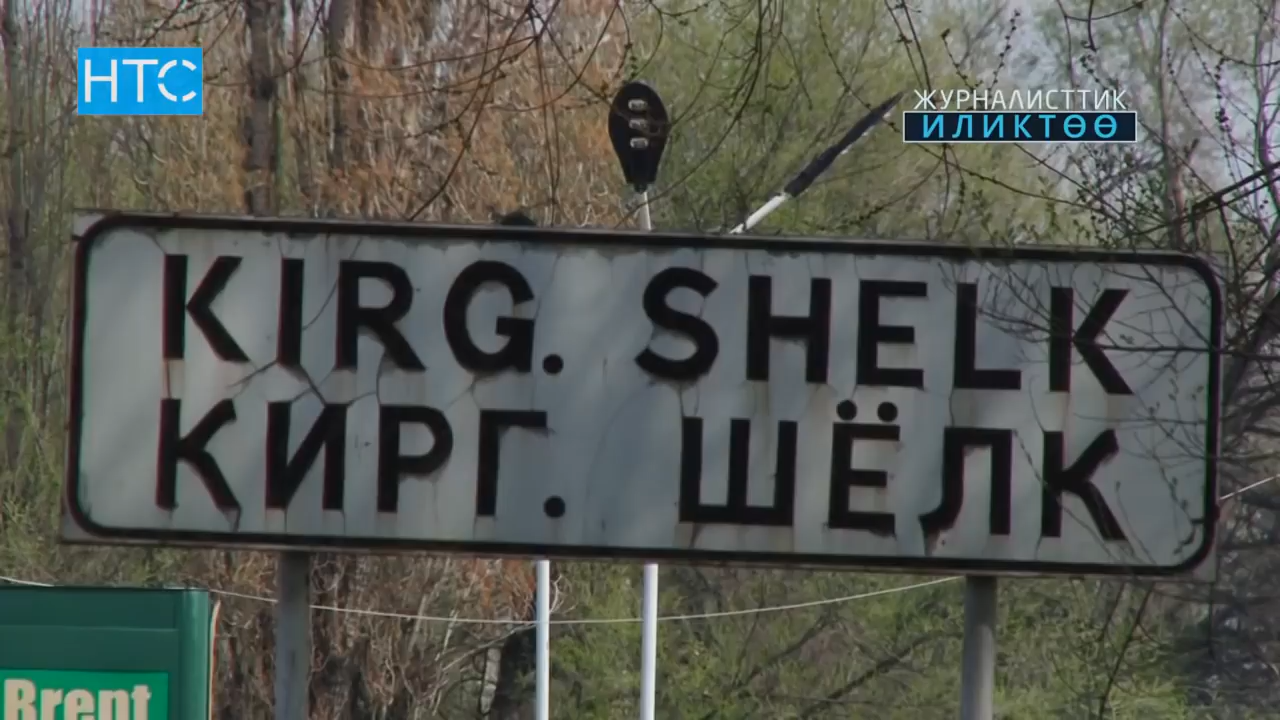 НТС
ЖУРНАЛИСТТИК
ИЛИКТӨӨ
KIRG. SHELK
КИРГ. ШЁЛК
Brent